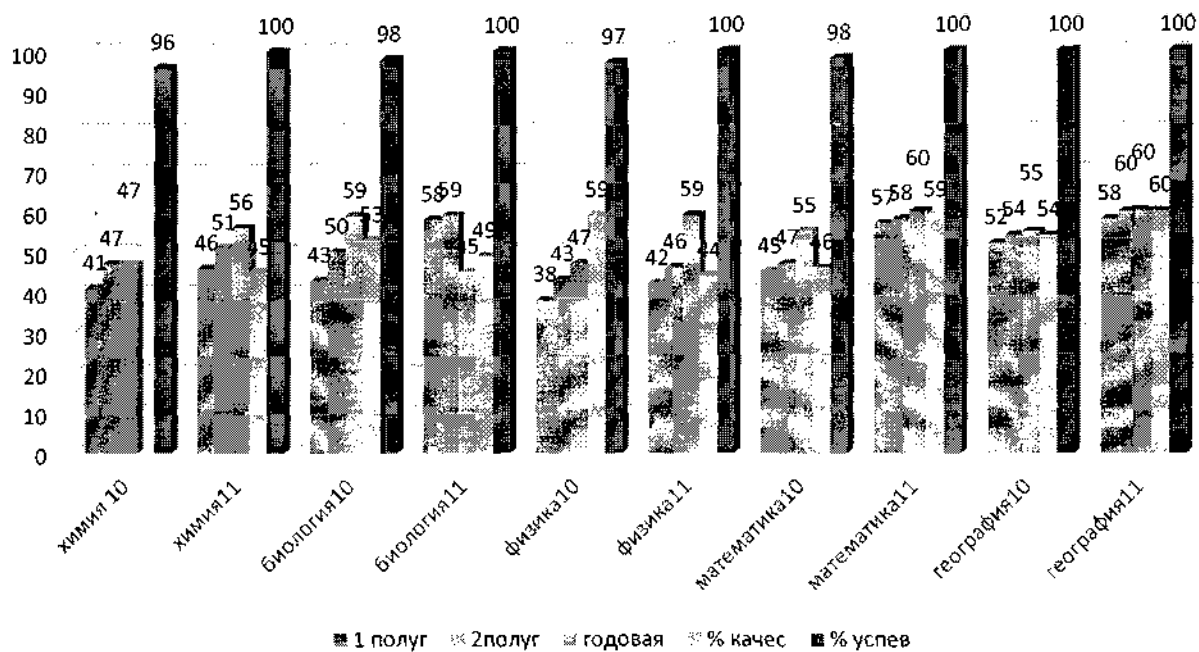 96 100 98 100 97 100 98 100 100 100
100
90
80
70
60
50
40
30
20
10
0
41 47 47
46 51 56 45
43 50 59 53
58 59 45 49
38 43 47 59
42 46 59 44
45 47 55 46
57 58 60 59
52 54 55 54
58 60 60 60
химия 10
химия11
биология10
биология11
физика10
физика11
математика10
математика11
география10
география11
1 полуг 2полуг годовая % качес % успев